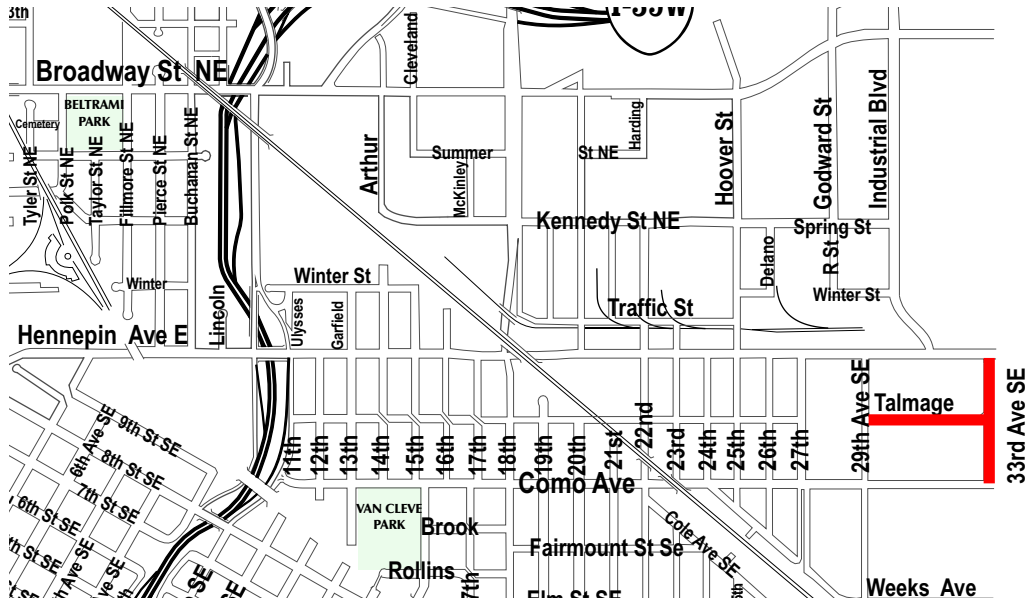 I-35W
Broadway St NE
Cleveland
BELTRAMI
PARK
Cemetery
Tyler St NE
Polk St NE
Taylor St NE
Fillmore St NE
Pierce St NE
Buchanan St NE
Arthur
Summer
St NE
Harding
McKinley
Hoover St
Godward St
Industrial Blvd
Kennedy St NE
Spring St
R St
Delano
Winter
Winter St
Winter St
Lincoln
Ulysses
Garfield
Traffic St
Hennepin Ave E
Talmage
29th Ave SE
33rd Ave SE
6th Ave SE
9th St SE
8th St SE
7th St SE
6th St SE
11th
12th
13th
14th
15th
16th
17th
18th
19th
20th
21st
22nd
23rd
24th
25th
26th
27th
Como Ave
VAN CLEVE
PARK
Brook
Cole Ave SE
Fairmount St Se
Rollins
Elm St SE
Weeks Ave